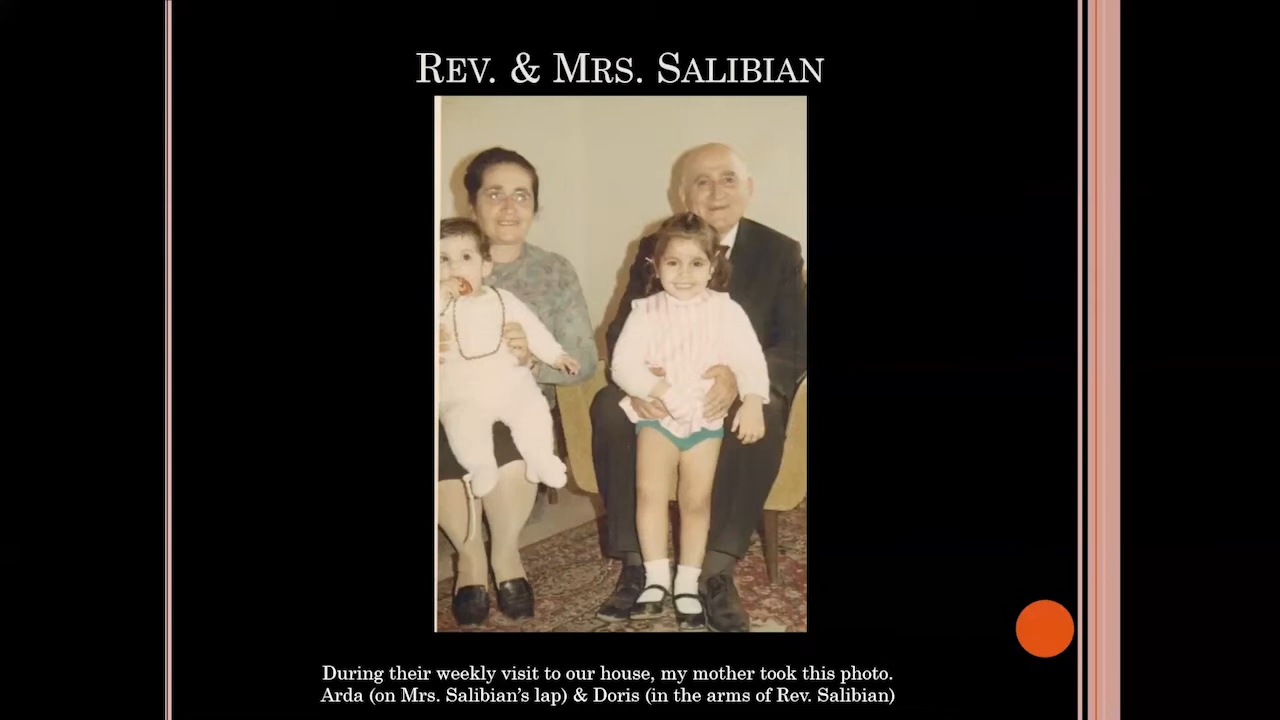 REV. & MRS. SALIBIAN
During their weekly visit to our house, my mother took this photo.
Arda (on Mrs. Salibian's lap) & Doris (in the arms of Rev. Salibian)